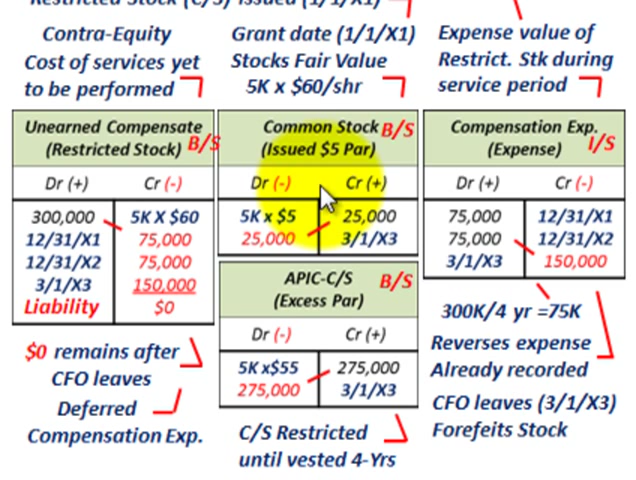 Restricted Stock (C/S) Issued (1/1/X1)
Contra-Equity
Cost of services yet
to be performed
Grant date (1/1/X1)
Stocks Fair Value
5K x $60/shr
Expense value of
Restrict. Stk during
service period
Unearned Compensate
(Restricted Stock) B/S
Dr (+) Cr (-)
300,000 5K X $60
12/31/X1 75,000
12/31/X2 75,000
3/1/X3 150,000
Liability $0
Common Stock B/S
(Issued $5 Par)
Dr (-) Cr (+)
5K x $5 25,000
25,000 3/1/X3
Compensation Exp.
(Expense) I/S
Dr (+) Cr (-)
75,000 12/31/X1
75,000 12/31/X2
3/1/X3 150,000
APIC-C/S B/S
(Excess Par)
Dr (-) Cr (+)
5K x$55 275,000
275,000 3/1/X3
$0 remains after
CFO leaves
Deferred
Compensation Exp.
C/S Restricted
until vested 4-Yrs
300K/4 yr =75K
Reverses expense
Already recorded
CFO leaves (3/1/X3)
Forefeits Stock